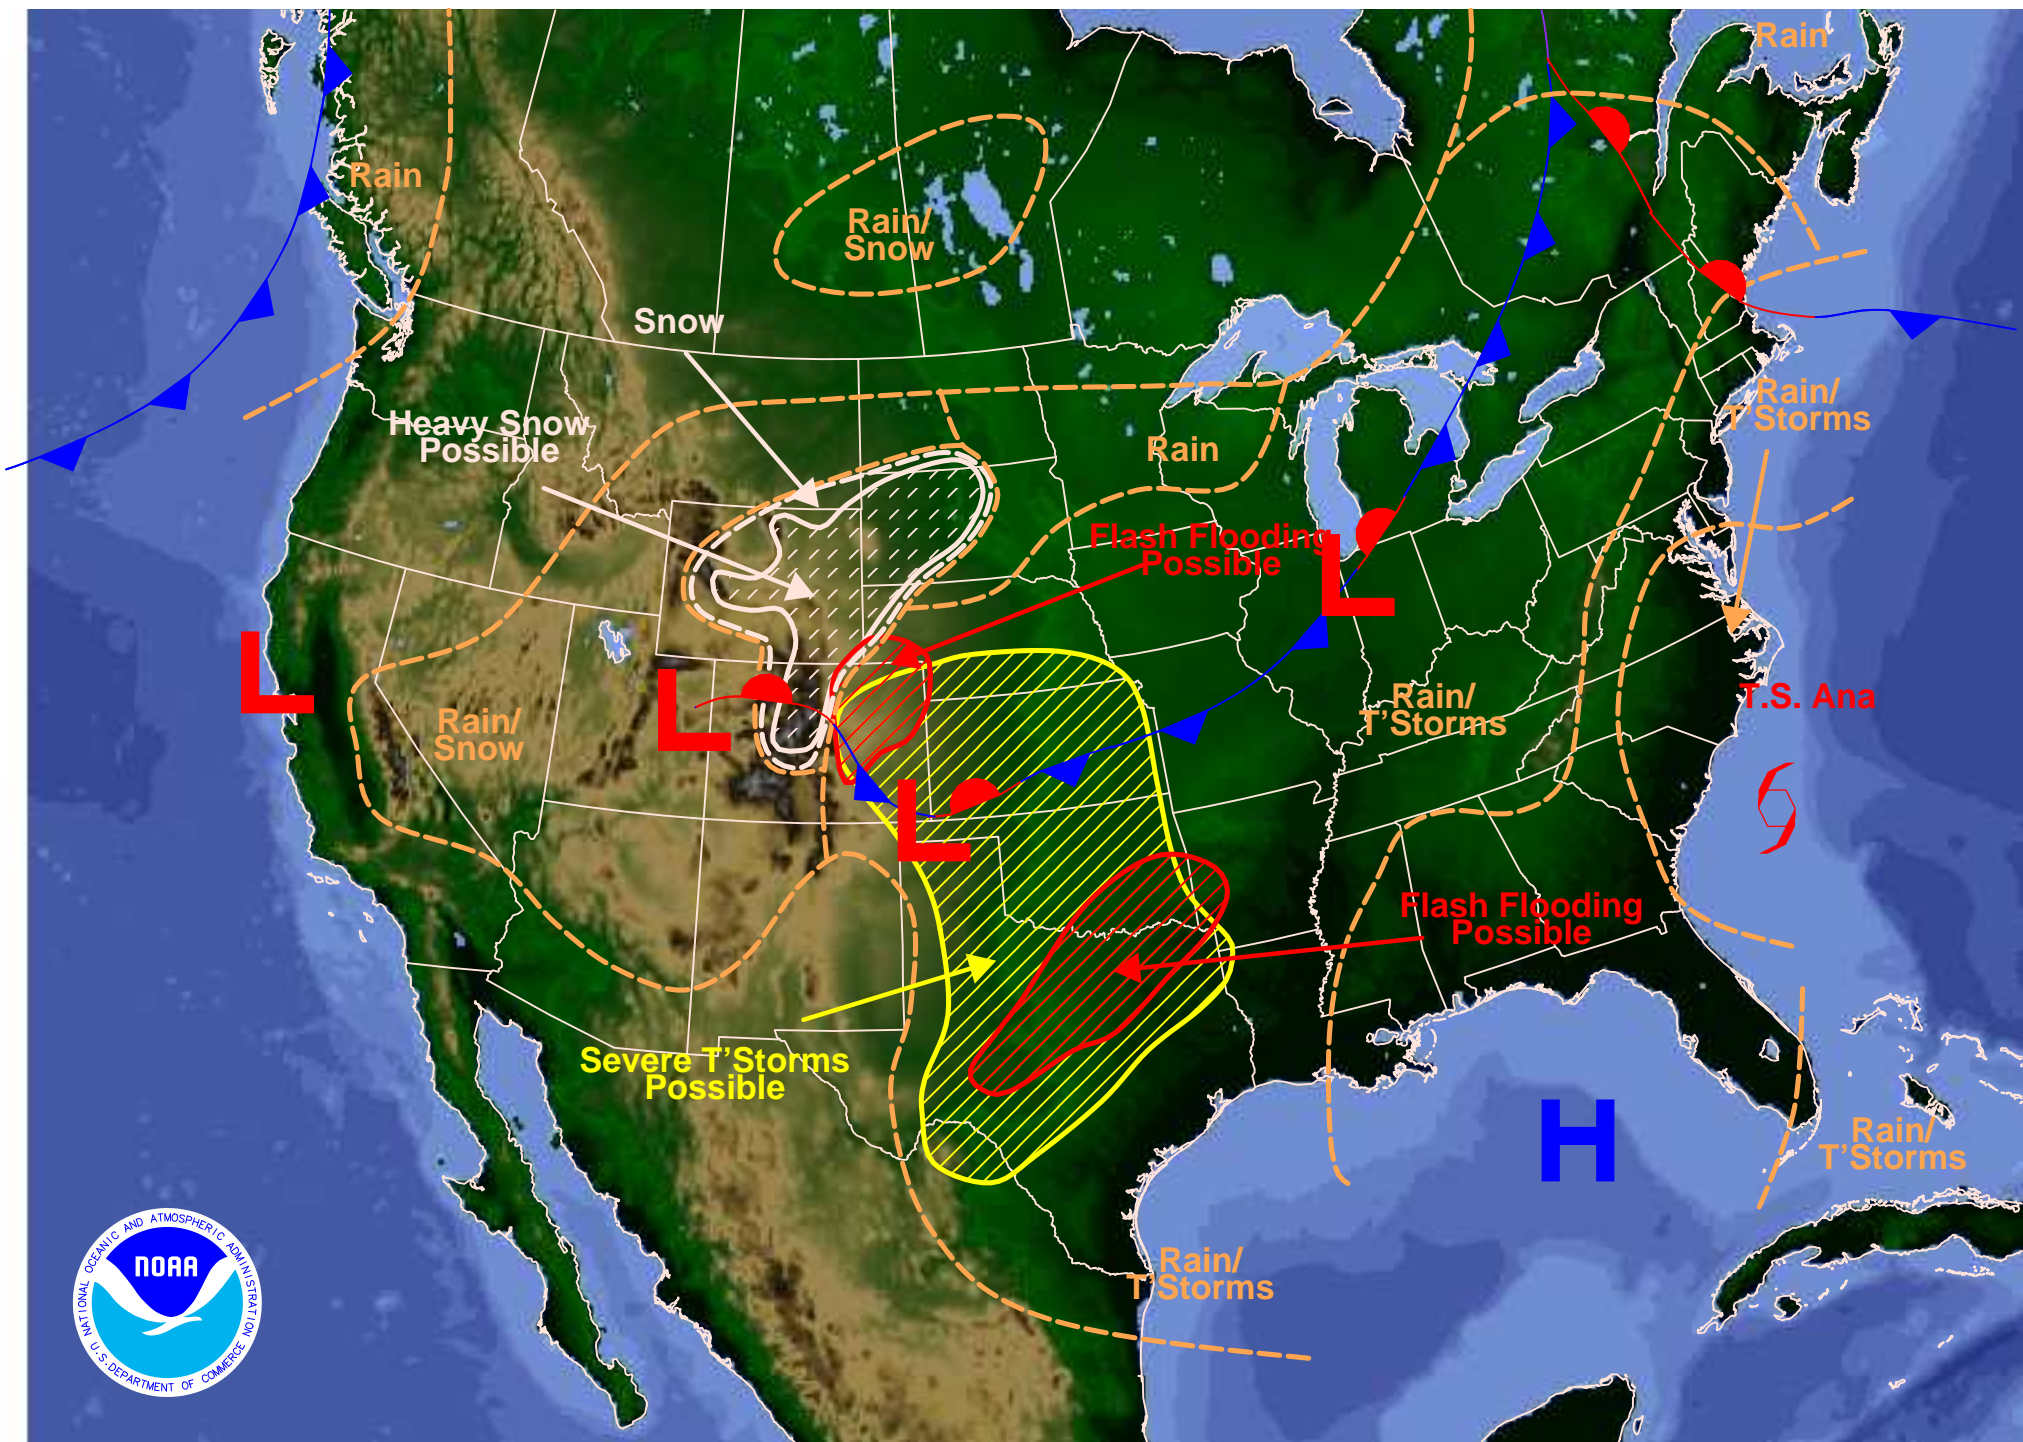 Rain
Rain
Rain/
Snow
Snow
Heavy Snow
Possible
Rain/
T'Storms
Rain
Flash Flooding
Possible
L
L
L
Rain/
Snow
Rain/
T'Storms
T.S. Ana
L
Flash Flooding
Possible
Severe T'Storms
Possible
H
Rain/
T'Storms
Rain/
T'Storms
NATIONAL OCEANIC AND ATMOSPHERIC ADMINISTRATION
NOAA
U.S. DEPARTMENT OF COMMERCE